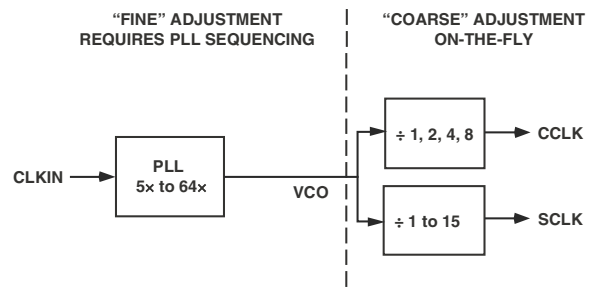 “FINE” ADJUSTMENT
REQUIRES PLL SEQUENCING
“COARSE” ADJUSTMENT
ON-THE-FLY
CLKIN
PLL
5× to 64×
VCO
÷ 1, 2, 4, 8
CCLK
÷ 1 to 15
SCLK